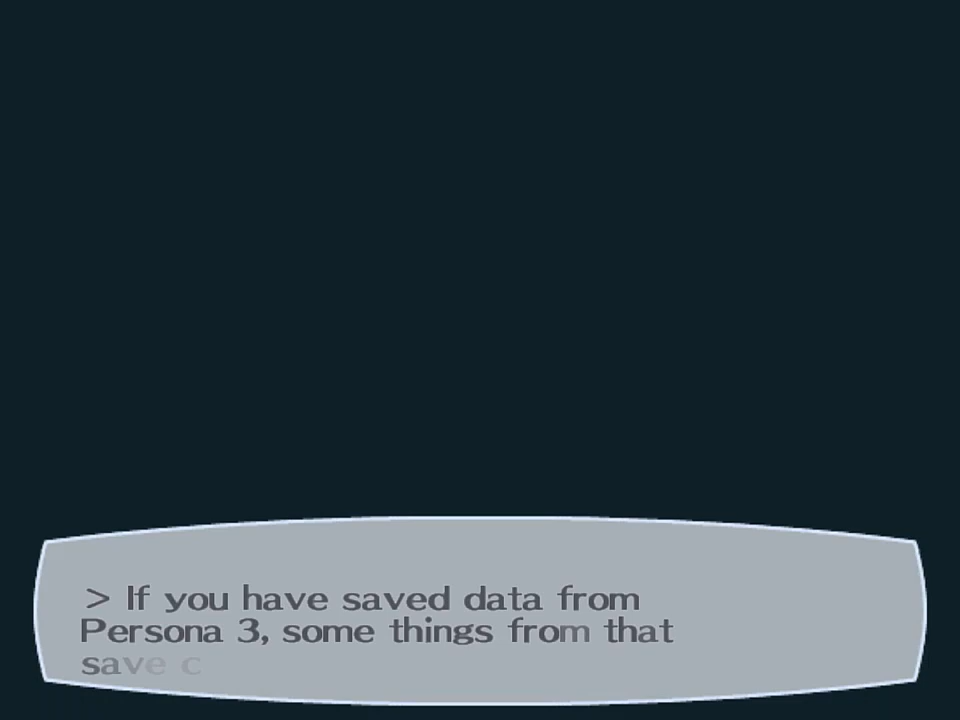 > If you have saved data from
Persona 3, some things from that
save c